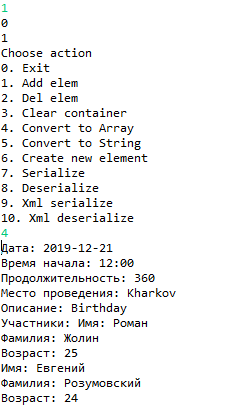 1
0
1
Choose action
0. Exit
1. Add elem
2. Del elem
3. Clear container
4. Convert to Array
5. Convert to String
6. Create new element
7. Serialize
8. Deserialize
9. Xml serialize
10. Xml deserialize
4
Дата: 2019-12-21
Время начала: 12:00
Продолжительность: 360
Место проведения: Kharkov
Описание: Birthday
Участники: Имя: Роман
Фамилия: Жолин
Возраст: 25
Имя: Евгений
Фамилия: Розумовский
Возраст: 24